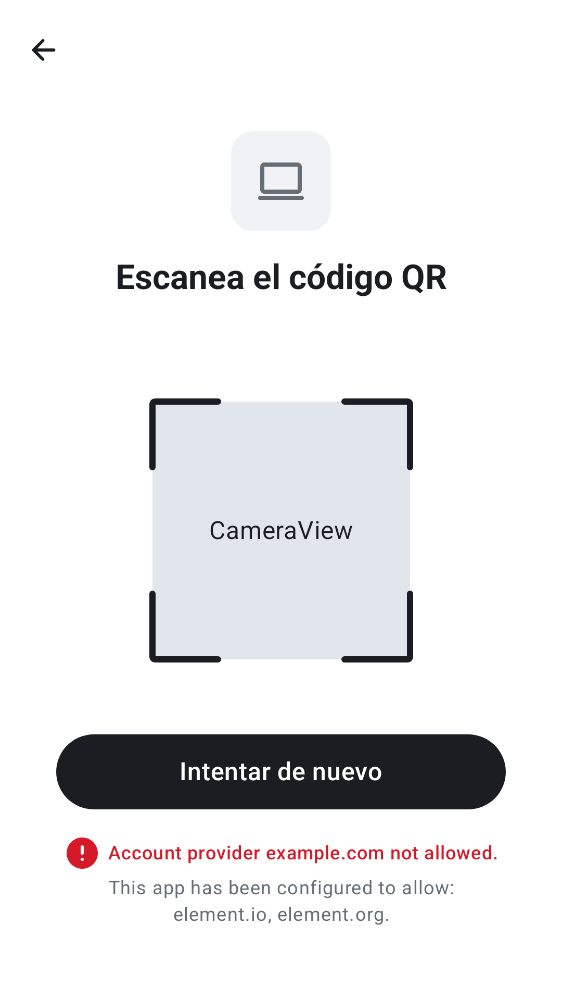 Escanea el código QR
CameraView
Intentar de nuevo
Account provider example.com not allowed.
This app has been configured to allow:
element.io, element.org.